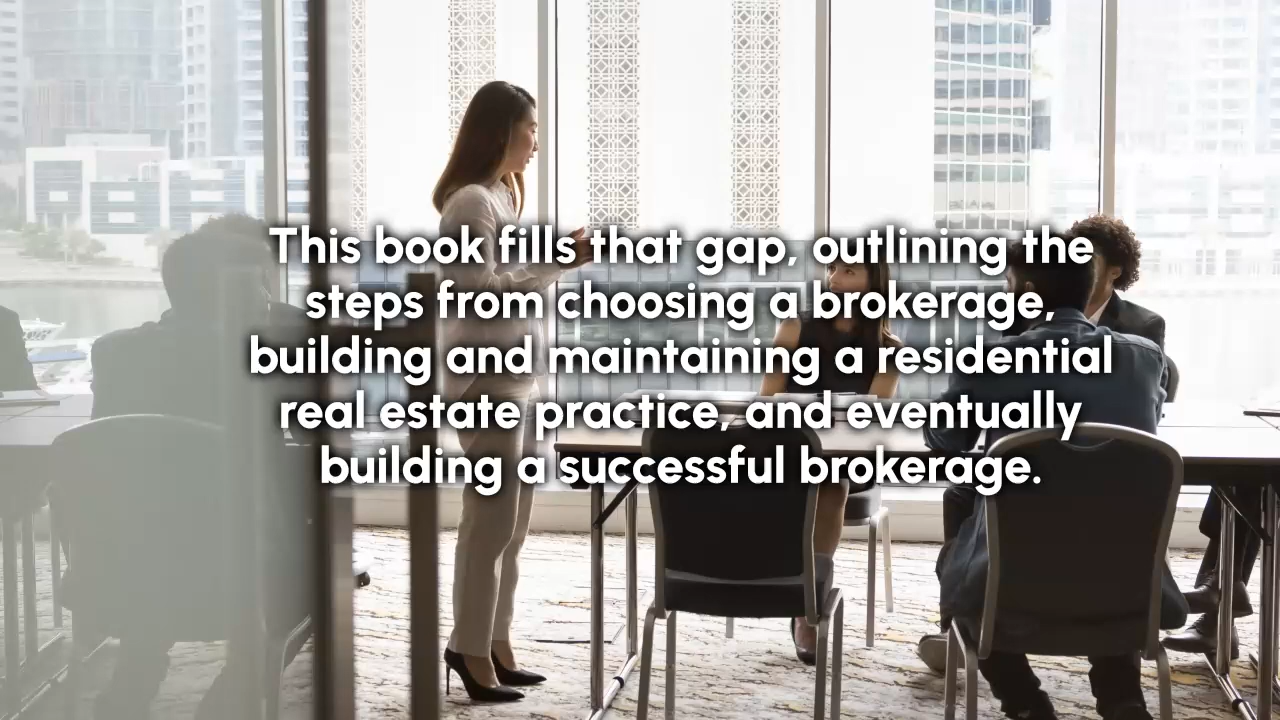 This book fills that gap, outlining the
steps from choosing a brokerage,
building and maintaining a residential
real estate practice, and eventually
building a successful brokerage.